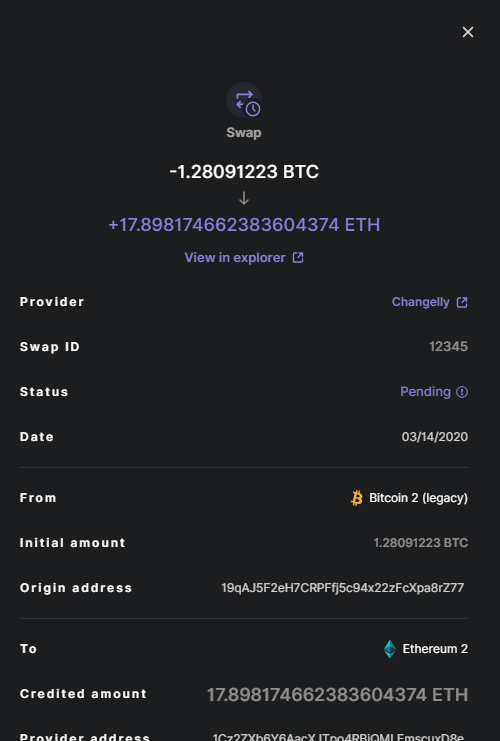 Swap
-1.28091223 BTC
+17.898174662383604374 ETH
View in explorer
Provider Changelly
Swap ID 12345
Status Pending
Date 03/14/2020
From Bitcoin 2 (legacy)
Initial amount 1.28091223 BTC
Origin address 19qAJ5F2eH7CRPFfj5c94x22zFcXpa8rZ77
To Ethereum 2
Credited amount 17.898174662383604374 ETH
Provider address